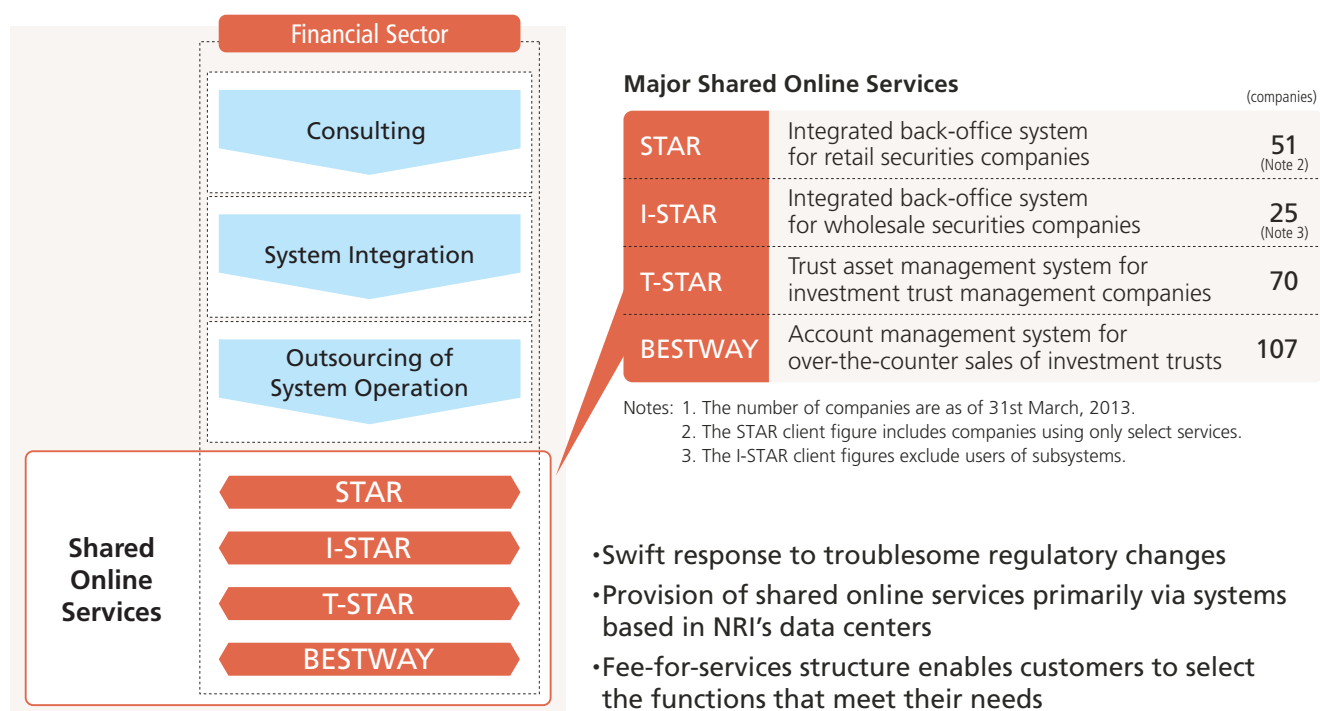 Financial Sector
Consulting
System Integration
Outsourcing of
System Operation
Shared
Online
Services
STAR
I-STAR
T-STAR
BESTWAY
Major Shared Online Services
(companies)
STAR
Integrated back-office system
for retail securities companies
51
(Note 2)
I-STAR
Integrated back-office system
for wholesale securities companies
25
(Note 3)
T-STAR
Trust asset management system for
investment trust management companies
70
BESTWAY
Account management system for
over-the-counter sales of investment trusts
107
Notes: 1. The number of companies are as of 31st March, 2013.
2. The STAR client figure includes companies using only select services.
3. The I-STAR client figures exclude users of subsystems.
・Swift response to troublesome regulatory changes
・Provision of shared online services primarily via systems
based in NRI's data centers
・Fee-for-services structure enables customers to select
the functions that meet their needs